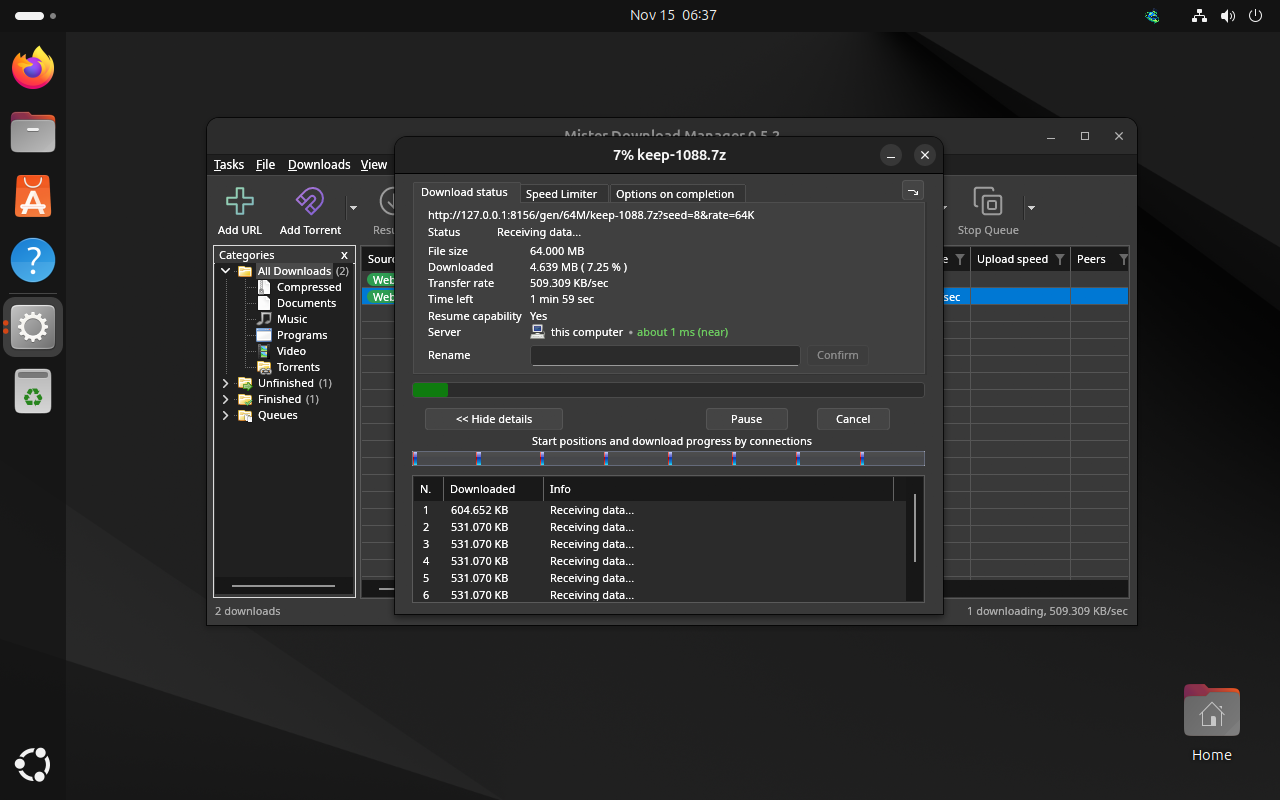 Nov 15 06:37
Mister Download Manager 0.5.2
7% keep-1088.7z
Tasks File Downloads View
Add URL
Add Torrent
Stop Queue
Download status
Speed Limiter
Options on completion
http://127.0.0.1:8156/gen/64M/keep-1088.7z?seed=8&rate=64K
Status Receiving data...
File size 64.000 MB
Downloaded 4.639 MB ( 7.25 % )
Transfer rate 509.309 KB/sec
Time left 1 min 59 sec
Resume capability Yes
Server this computer • about 1 ms (near)
Rename
Confirm
<< Hide details
Pause
Cancel
Start positions and download progress by connections
N. Downloaded Info
1 604.652 KB Receiving data...
2 531.070 KB Receiving data...
3 531.070 KB Receiving data...
4 531.070 KB Receiving data...
5 531.070 KB Receiving data...
6 531.070 KB Receiving data...
Categories X
All Downloads (2)
Compressed
Documents
Music
Programs
Video
Torrents
Unfinished (1)
Finished (1)
Queues
Upload speed
Peers
2 downloads
1 downloading, 509.309 KB/sec
Home